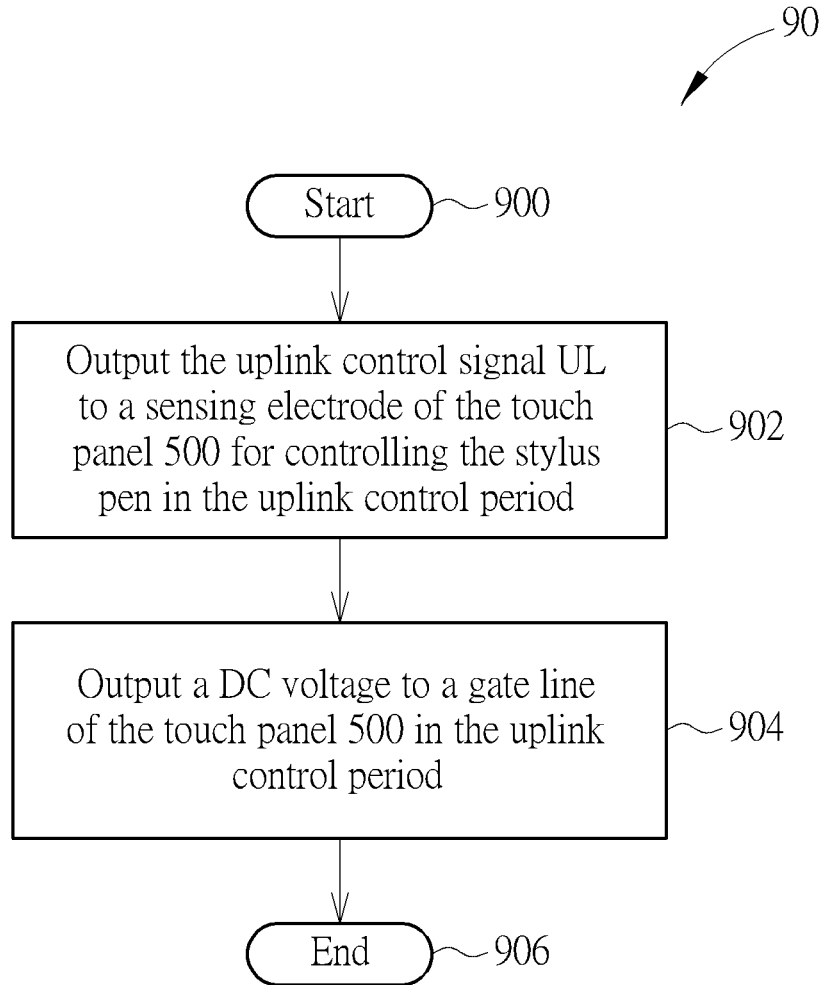 90
Start
900
Output the uplink control signal UL
to a sensing electrode of the touch
panel 500 for controlling the stylus
pen in the uplink control period
902
Output a DC voltage to a gate line
of the touch panel 500 in the uplink
control period
904
End
906